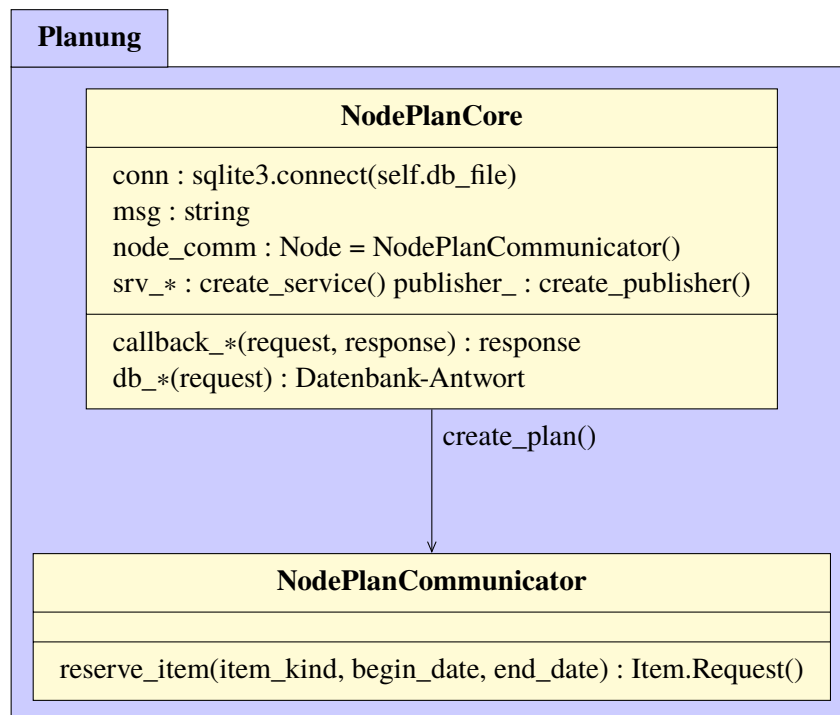 Planung
NodePlanCore
conn : sqlite3.connect(self.db_file)
msg : string
node_comm : Node = NodePlanCommunicator()
srv_* : create_service() publisher_ : create_publisher()
callback_*(request, response) : response
db_*(request) : Datenbank-Antwort
create_plan()
NodePlanCommunicator
reserve_item(item_kind, begin_date, end_date) : Item.Request()